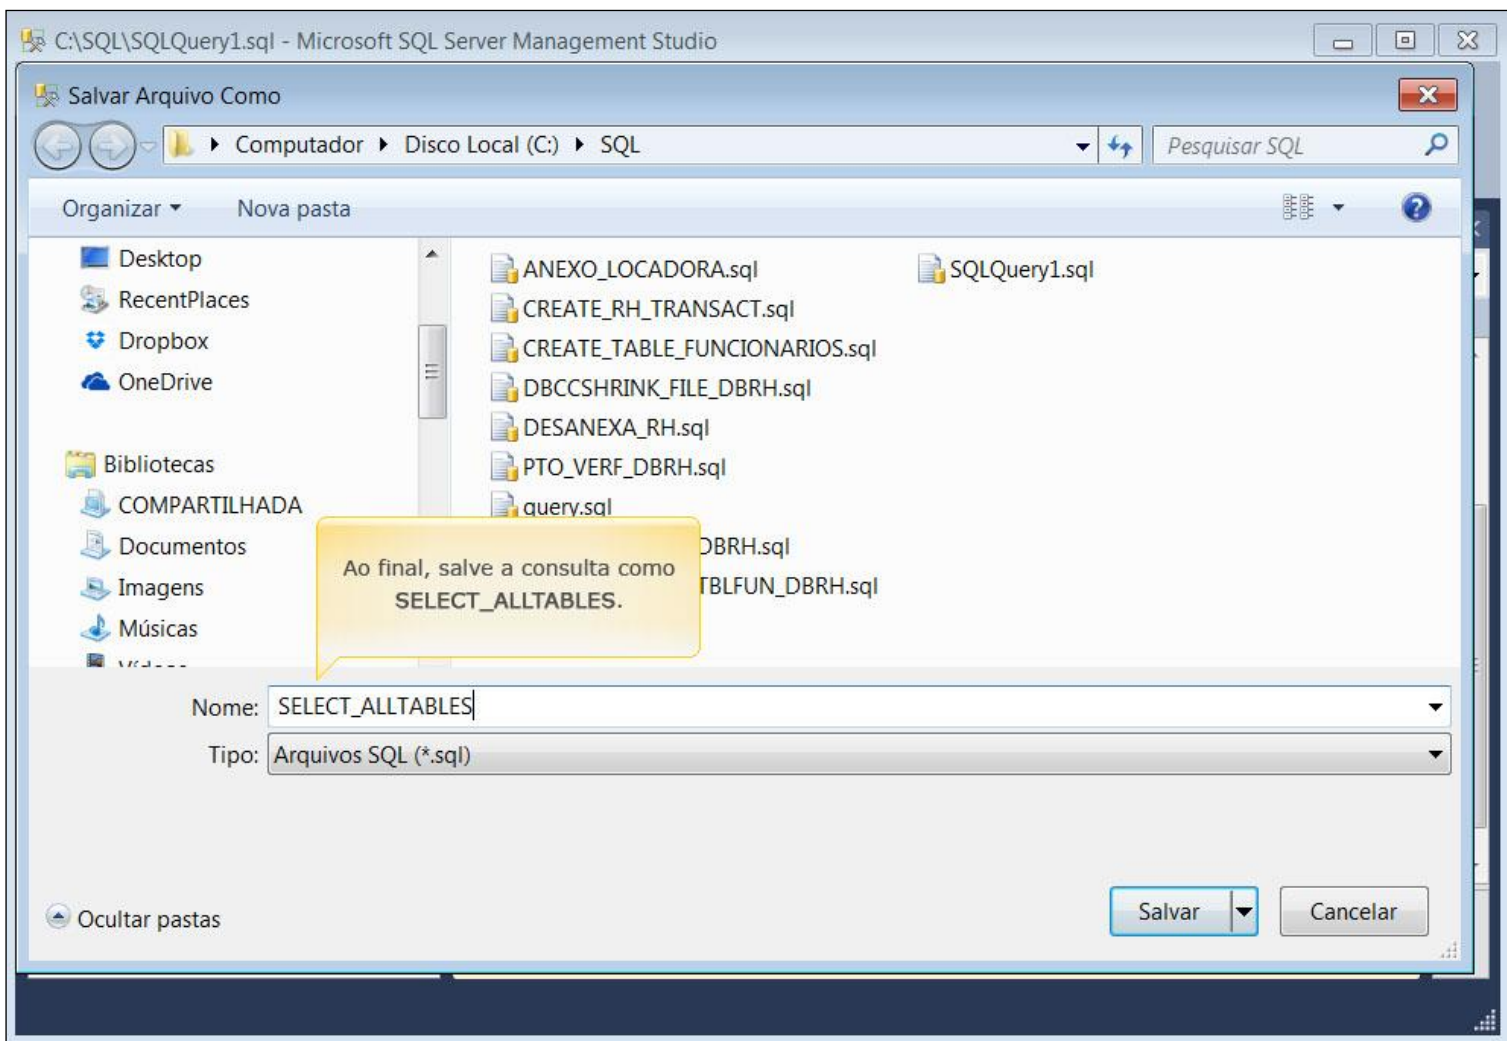 C:\SQL\SQLQuery1.sql - Microsoft SQL Server Management Studio
Salvar Arquivo Como
Computador Disco Local (C:) SQL
Pesquisar SQL
Organizar Nova pasta
Desktop
RecentPlaces
Dropbox
OneDrive
Bibliotecas
COMPARTILHADA
Documentos
Imagens
Músicas
ANEXO_LOCADORA.sql
CREATE_RH_TRANSACT.sql
CREATE_TABLE_FUNCIONARIOS.sql
DBCCSHRINK_FILE_DBRH.sql
DESANEXA_RH.sql
PTO_VERF_DBRH.sql
query.sql
DBRH.sql
TBLFUN_DBRH.sql
SQLQuery1.sql
Ao final, salve a consulta como
SELECT_ALLTABLES.
Nome: SELECT_ALLTABLES
Tipo: Arquivos SQL (*.sql)
Ocultar pastas
Salvar
Cancelar